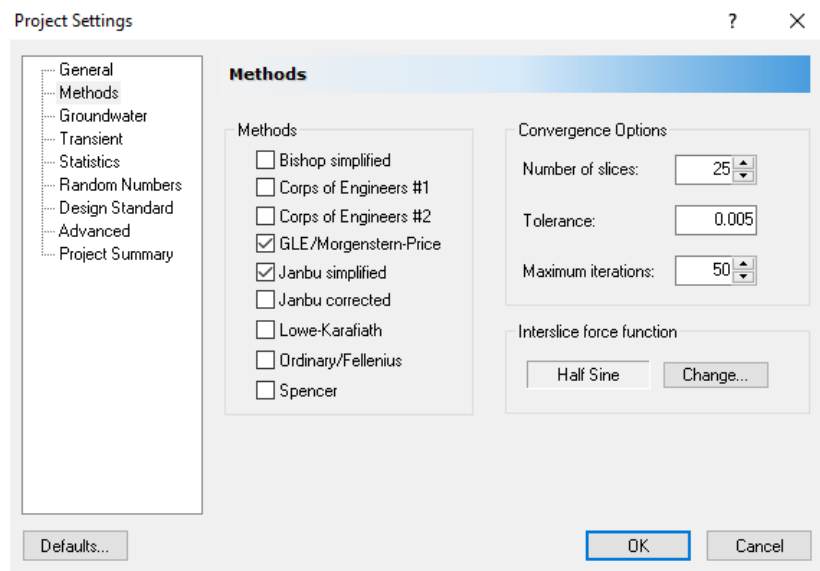 Project Settings
?
General
Methods
Groundwater
Transient
Statistics
Random Numbers
Design Standard
Advanced
Project Summary
Methods
Methods
Bishop simplified
Corps of Engineers #1
Corps of Engineers #2
GLE/Morgenstern-Price
Janbu simplified
Janbu corrected
Lowe-Karafiath
Ordinary/Fellenius
Spencer
Convergence Options
Number of slices: 25
Tolerance: 0.005
Maximum iterations: 50
Interslice force function
Half Sine Change...
Defaults... OK Cancel